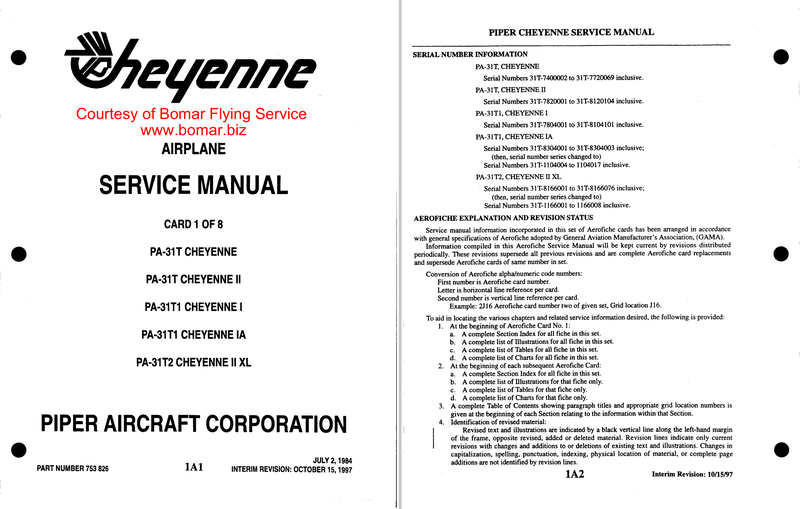 Cheyenne
Courtesy of Bomar Flying Service
www.bomar.biz
AIRPLANE
SERVICE MANUAL
CARD 1 OF 8
PA-31T CHEYENNE
PA-31T CHEYENNE II
PA-31T1 CHEYENNE I
PA-31T1 CHEYENNE IA
PA-31T2 CHEYENNE II XL
PIPER AIRCRAFT CORPORATION
JULY 2, 1984
PART NUMBER 753 826
1A1
INTERIM REVISION: OCTOBER 15, 1997
PIPER CHEYENNE SERVICE MANUAL
SERIAL NUMBER INFORMATION
PA-31T, CHEYENNE
Serial Numbers 31T-7400002 to 31T-7720069 inclusive.
PA-31T, CHEYENNE II
Serial Numbers 31T-7820001 to 31T-8120104 inclusive.
PA-31T1, CHEYENNE I
Serial Numbers 31T-7804001 to 31T-8104101 inclusive.
PA-31T1, CHEYENNE IA
Serial Numbers 31T-8304001 to 31T-8304003 inclusive;
(then, serial number series changed to)
Serial Numbers 31T-1104004 to 1104017 inclusive.
PA-31T2, CHEYENNE II XL
Serial Numbers 31T-8166001 to 31T-8166076 inclusive;
(then, serial number series changed to)
Serial Numbers 31T-1166001 to 1166008 inclusive.
AEROFICHE EXPLANATION AND REVISION STATUS
Service manual information incorporated in this set of Aerofiche cards has been arranged in accordance
with general specifications of Aerofiche adopted by General Aviation Manufacturer's Association, (GAMA).
Information compiled in this Aerofiche Service Manual will be kept current by revisions distributed
periodically. These revisions supersede all previous revisions and are complete Aerofiche card replacements
and supersede Aerofiche cards of same number in set.
Conversion of Aerofiche alpha/numeric code numbers:
First number is Aerofiche card number.
Letter is horizontal line reference per card.
Second number is vertical line reference per card.
Example: 2J16 Aerofiche card number two of given set, Grid location J16.
To aid in locating the various chapters and related service information desired, the following is provided:
1. At the beginning of Aerofiche Card No. 1:
a. A complete Section Index for all fiche in this set.
b. A complete list of Illustrations for all fiche in this set.
c. A complete list of Tables for all fiche in this set.
d. A complete list of Charts for all fiche in this set.
2. At the beginning of each subsequent Aerofiche Card:
a. A complete Section Index for all fiche in this set.
b. A complete list of Illustrations for that fiche only.
c. A complete list of Tables for that fiche only.
d. A complete list of Charts for that fiche only.
3. A complete Table of Contents showing paragraph titles and appropriate grid location numbers is
given at the beginning of each Section relating to the information within that Section.
4. Identification of revised material:
Revised text and illustrations are indicated by a black vertical line along the left-hand margin
of the frame, opposite revised, added or deleted material. Revision lines indicate only current
revisions with changes and additions to or deletions of existing text and illustrations. Changes in
capitalization, spelling, punctuation, indexing, physical location of material, or complete page
additions are not identified by revision lines.
1A2
Interim Revision: 10/15/97